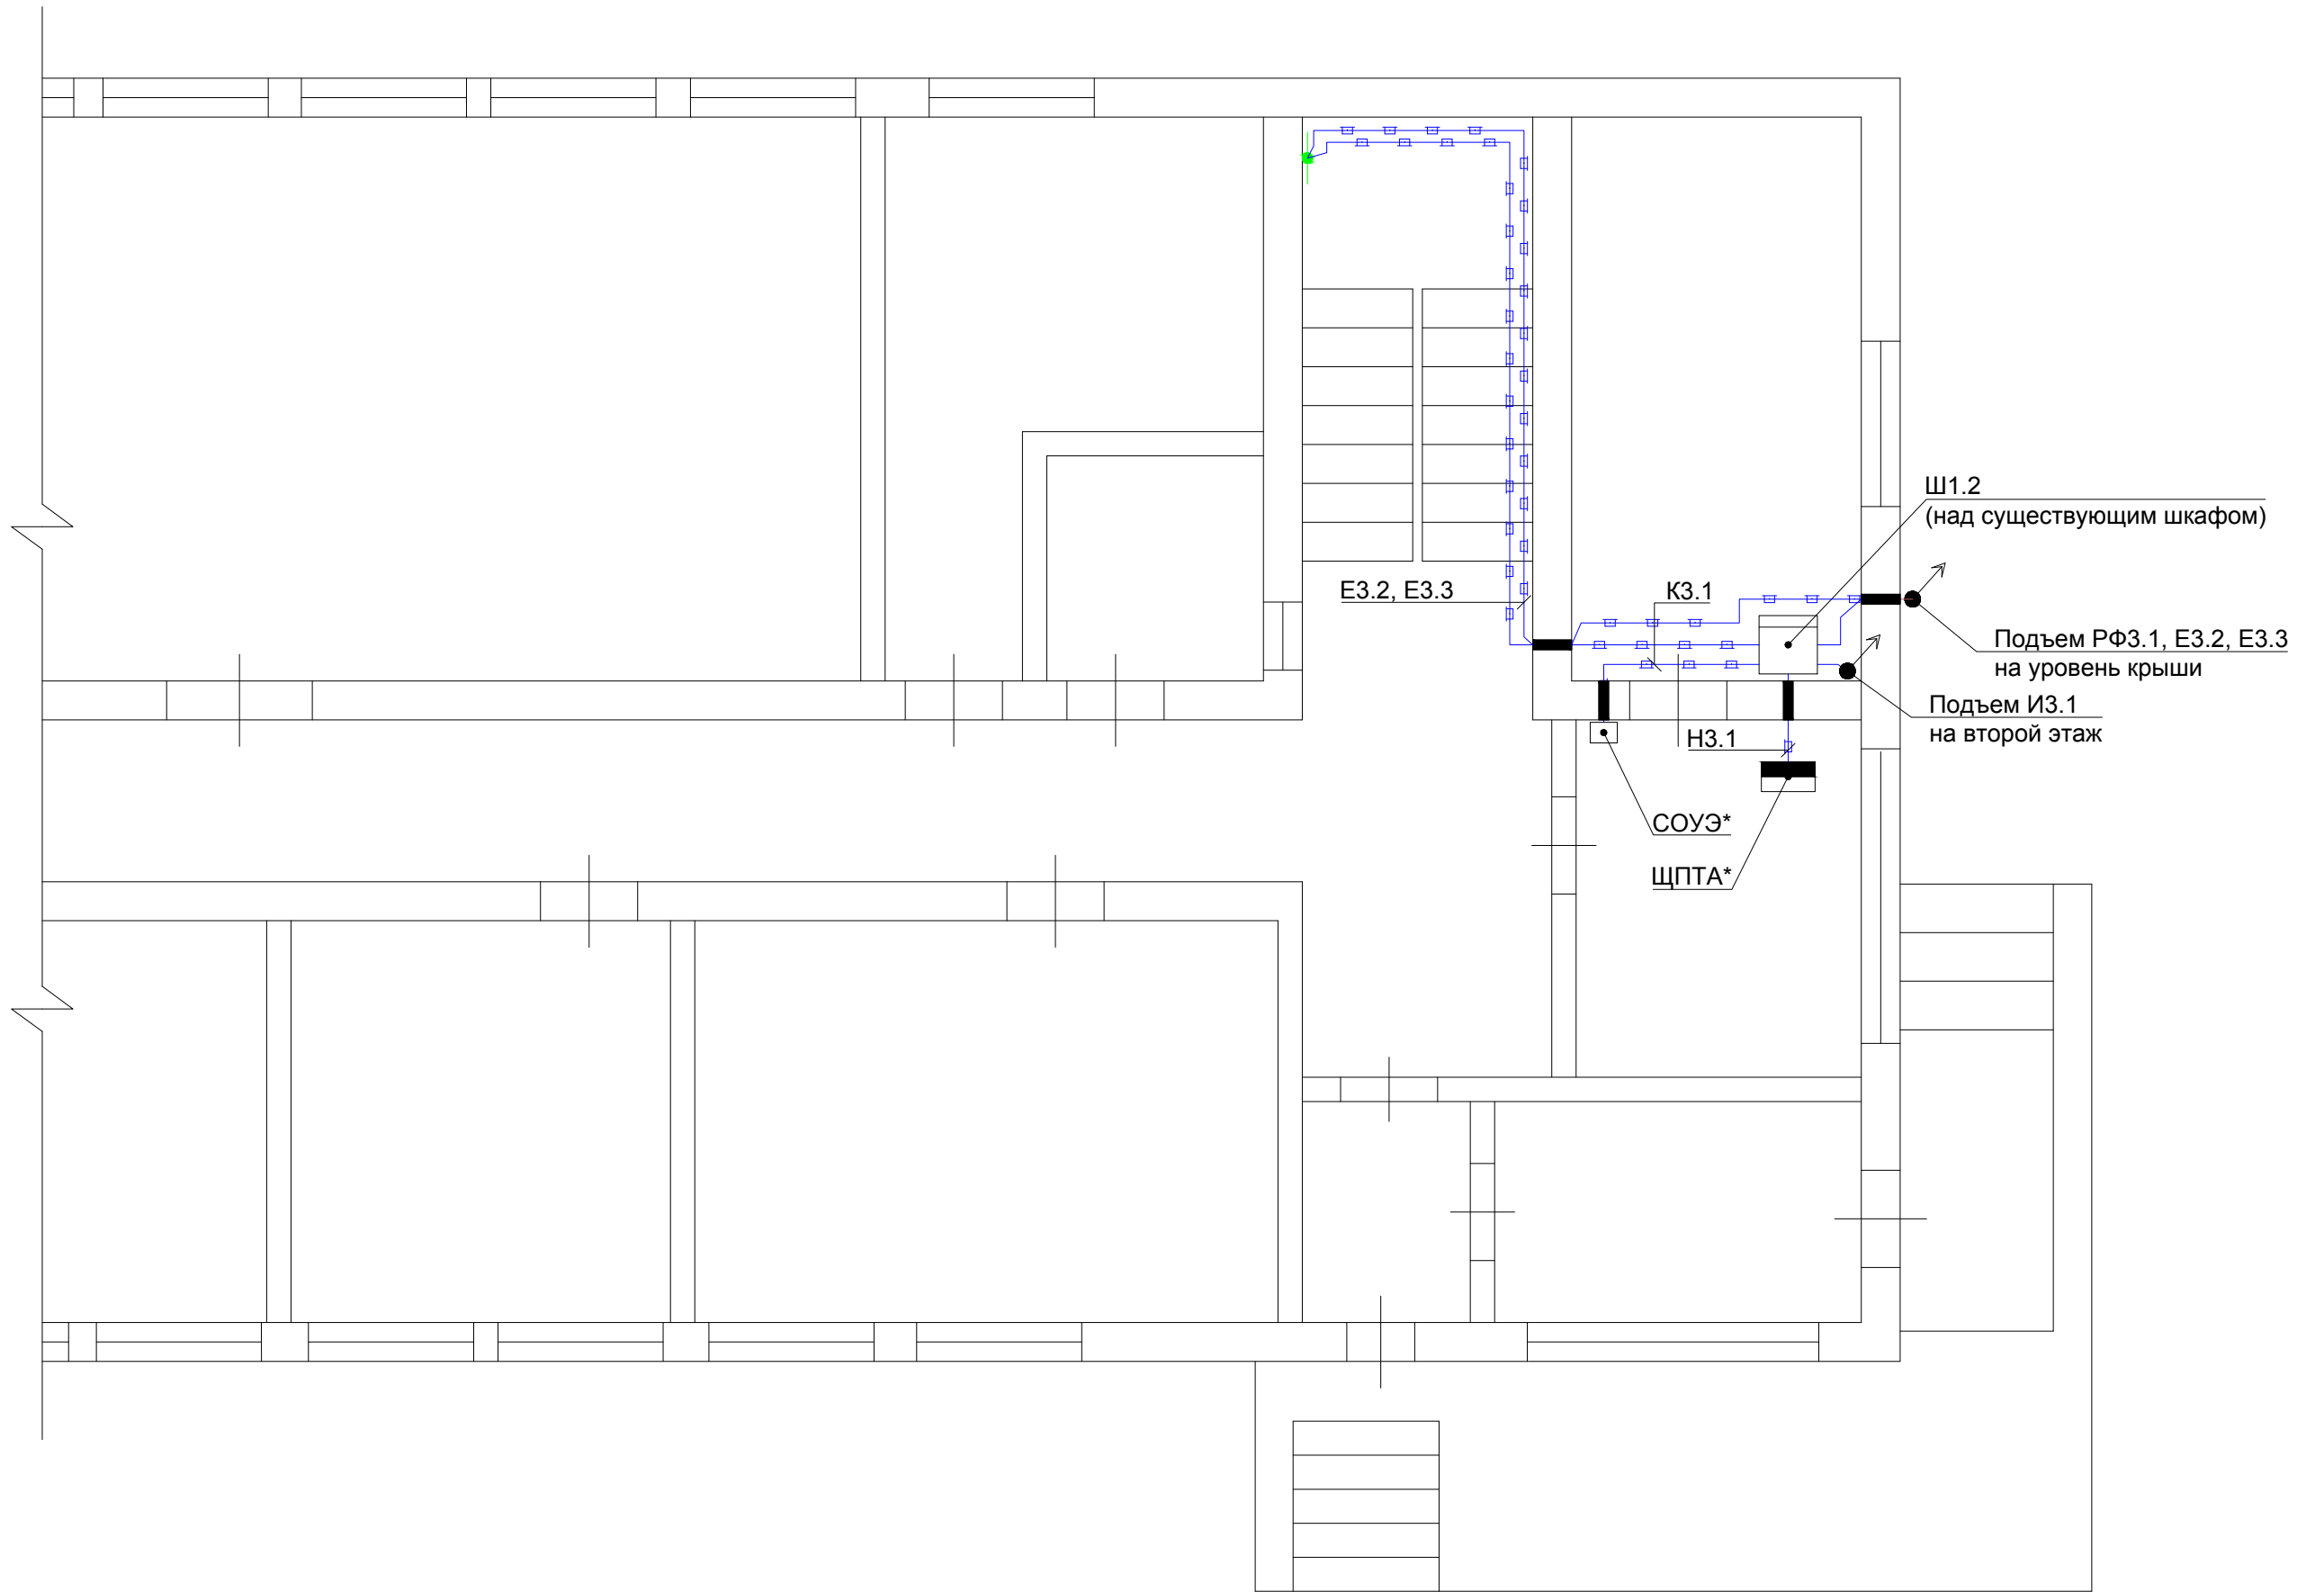 Ш1.2
(над существующим шкафом)
Е3.2, Е3.3
К3.1
Подъем РФ3.1, Е3.2, Е3.3
на уровень крыши
Подъем И3.1
на второй этаж
Н3.1
СОУЭ*
ЩПТА*